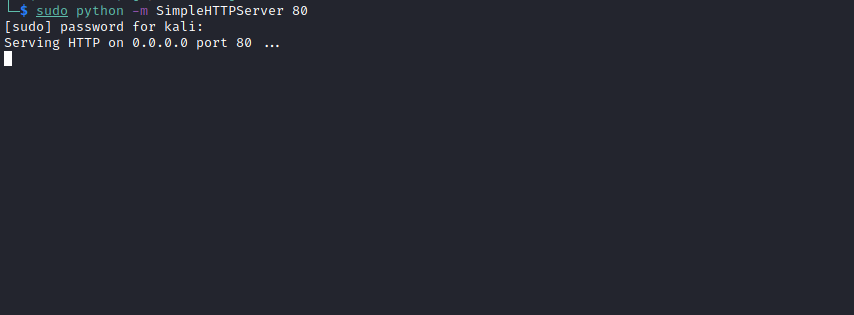 └─$ sudo python -m SimpleHTTPServer 80
[sudo] password for kali:
Serving HTTP on 0.0.0.0 port 80 ...